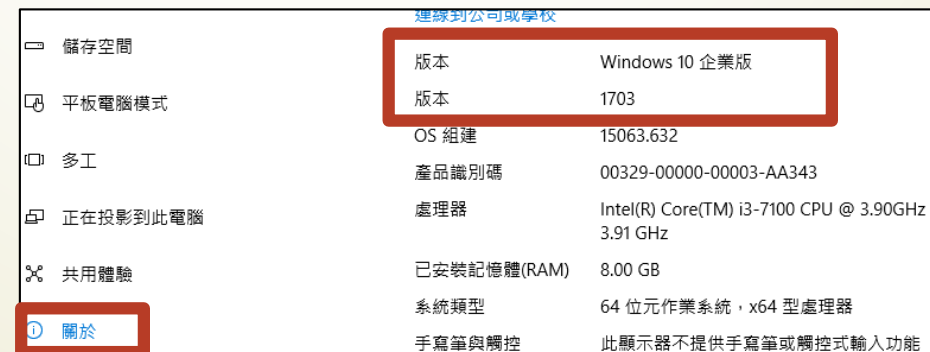 連線到公司或學校
儲存空間
平板電腦模式
多工
正在投影到此電腦
共用體驗
關於
版本 Windows 10 企業版
版本 1703
OS 組建 15063.632
產品識別碼 00329-00000-00003-AA343
處理器 Intel(R) Core(TM) i3-7100 CPU @ 3.90GHz
3.91 GHz
已安裝記憶體(RAM) 8.00 GB
系統類型 64 位元作業系統，x64 型處理器
手寫筆與觸控 此顯示器不提供手寫筆或觸控式輸入功能